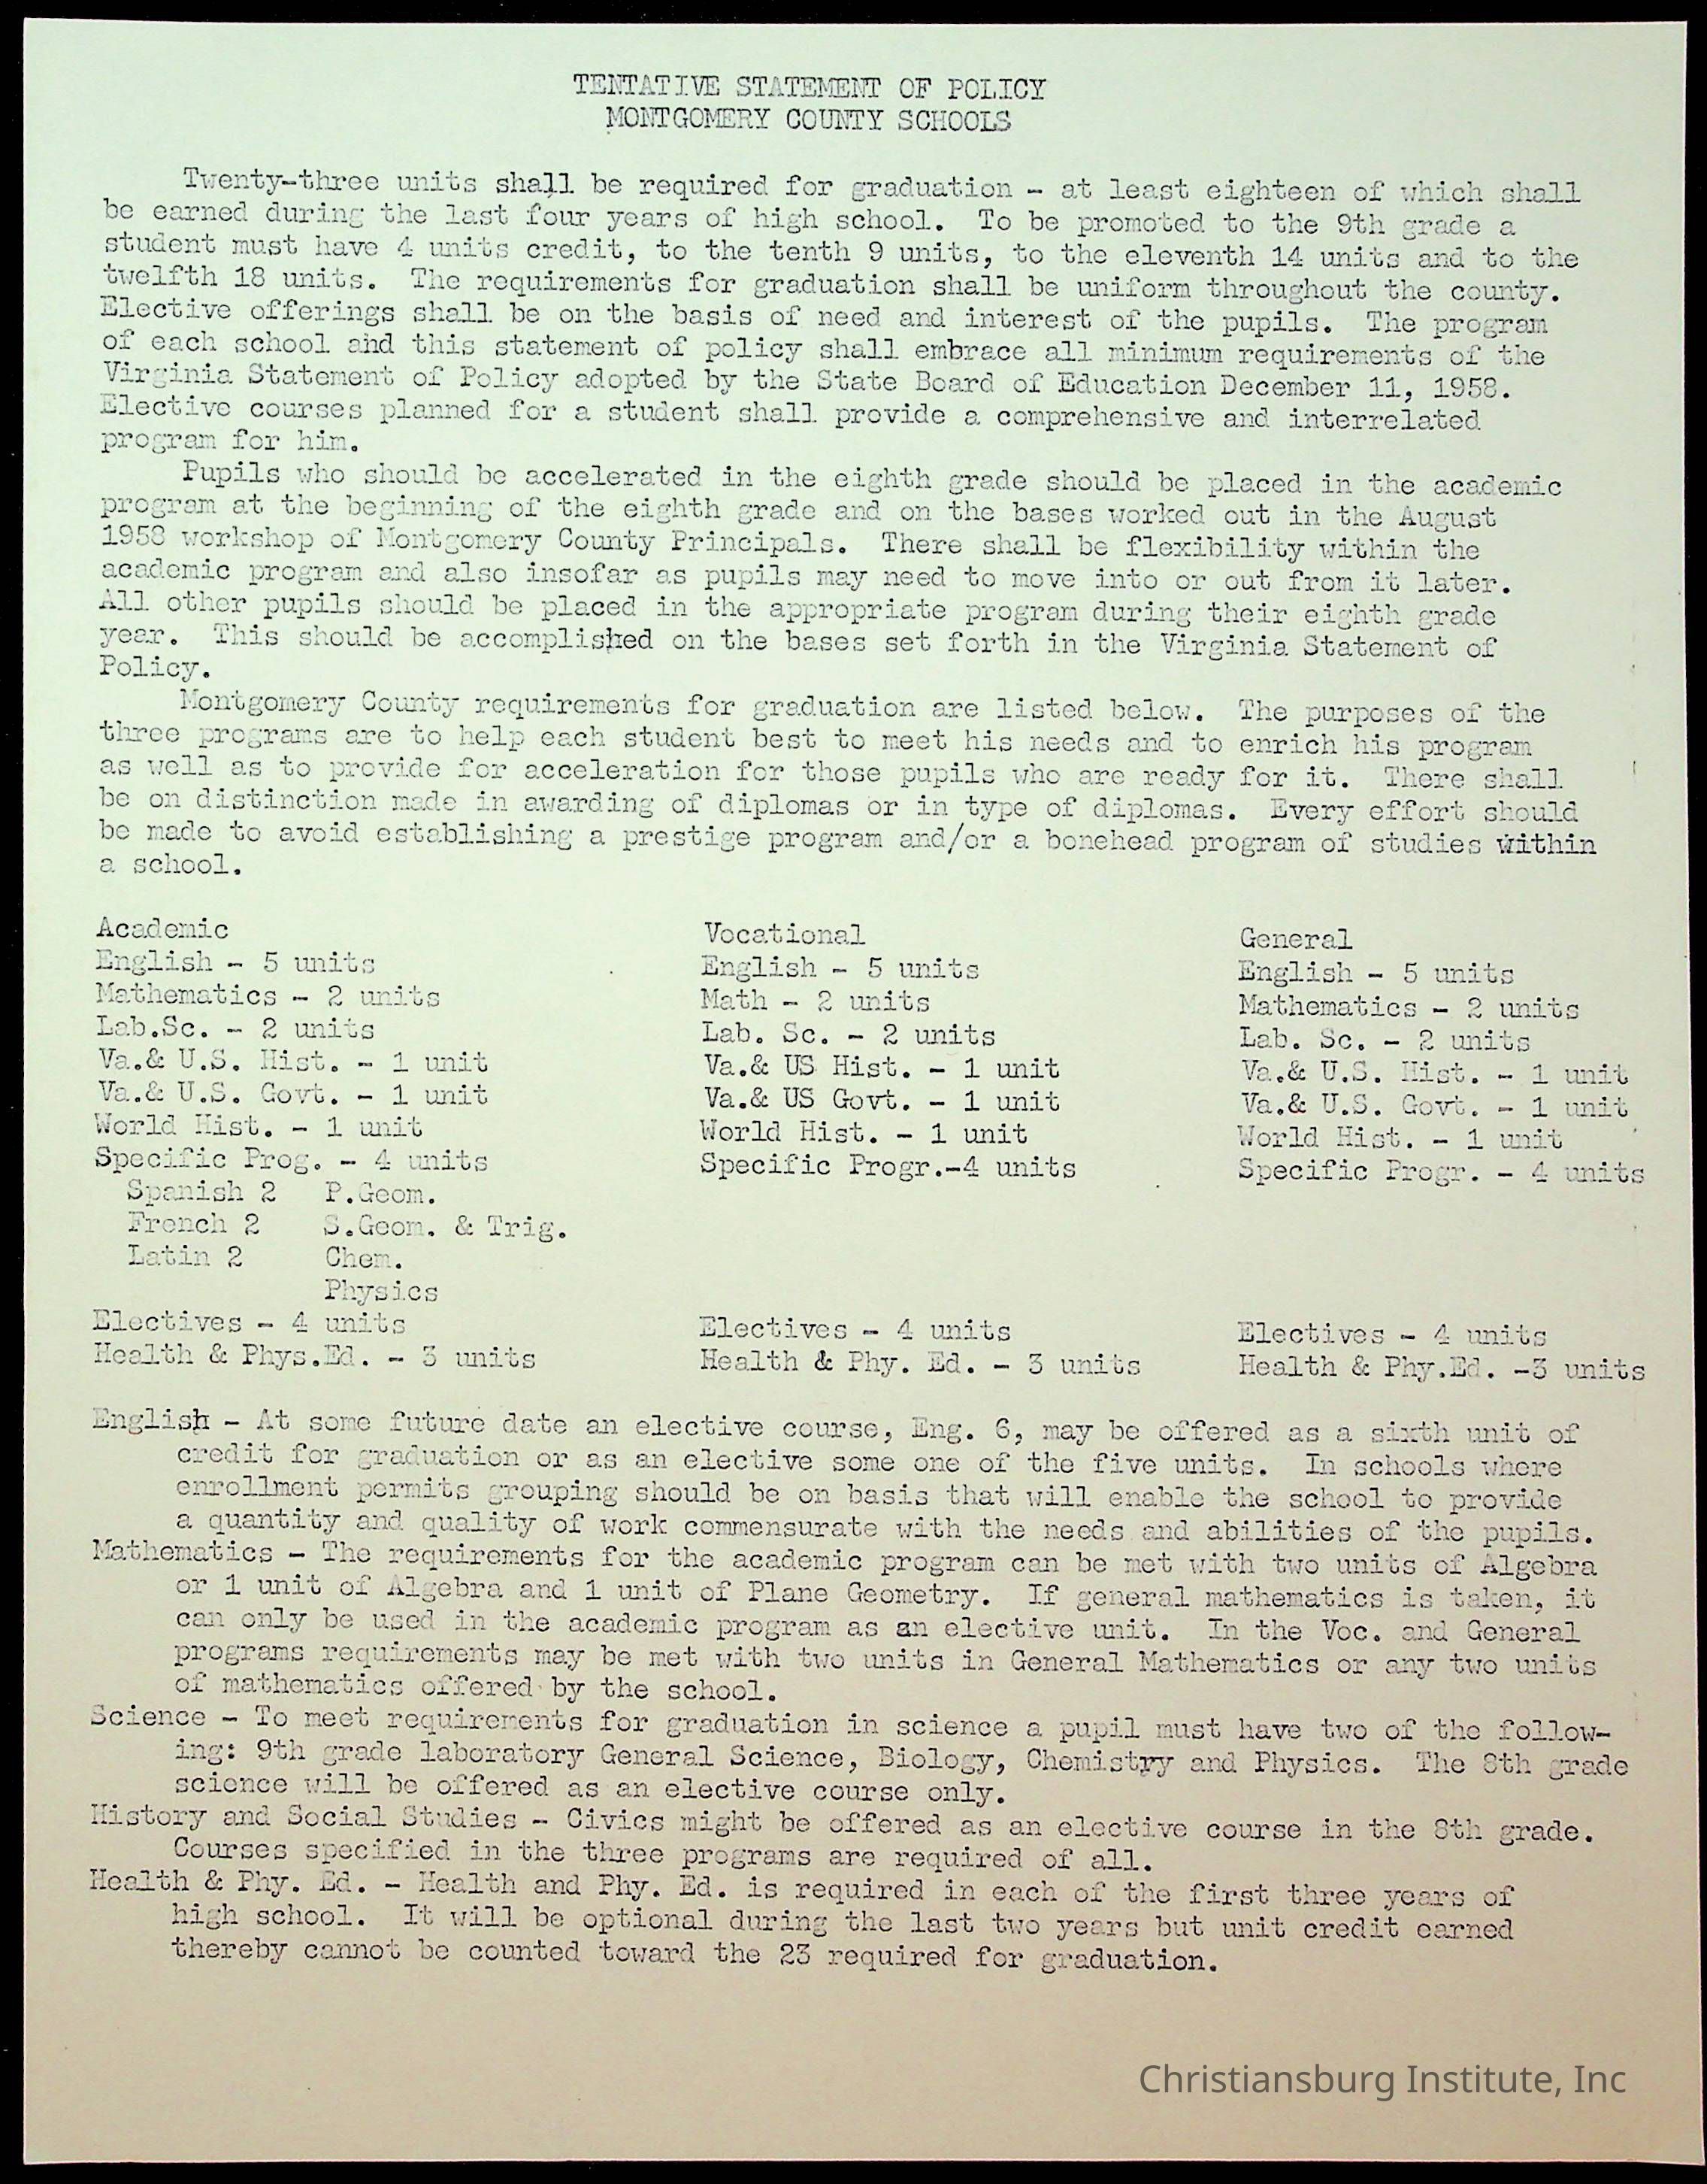 TENTATIVE STATEMENT OF POLICY
MONTGOMERY COUNTY SCHOOLS
Twenty-three units shall be required for graduation - at least eighteen of which shall
be earned during the last four years of high school. To be promoted to the 9th grade a
student must have 4 units credit, to the tenth 9 units, to the eleventh 14 units and to the
twelfth 18 units. The requirements for graduation shall be uniform throughout the county.
Elective offerings shall be on the basis of need and interest of the pupils. The program
of each school and this statement of policy shall embrace all minimum requirements of the
Virginia Statement of Policy adopted by the State Board of Education December 11, 1958.
Elective courses planned for a student shall provide a comprehensive and interrelated
program for him.
Pupils who should be accelerated in the eighth grade should be placed in the academic
program at the beginning of the eighth grade and on the bases worked out in the August
1958 workshop of Montgomery County Principals. There shall be flexibility within the
academic program and also insofar as pupils may need to move into or out from it later.
All other pupils should be placed in the appropriate program during their eighth grade
year. This should be accomplished on the bases set forth in the Virginia Statement of
Policy.
Montgomery County requirements for graduation are listed below. The purposes of the
three programs are to help each student best to meet his needs and to enrich his program
as well as to provide for acceleration for those pupils who are ready for it. There shall
be on distinction made in awarding of diplomas or in type of diplomas. Every effort should
be made to avoid establishing a prestige program and/or a bonehead program of studies within
a school.
Academic
English - 5 units
Mathematics - 2 units
Lab.Sc. - 2 units
Va.& U.S. Hist. - 1 unit
Va.& U.S. Govt. - 1 unit
World Hist. - 1 unit
Specific Prog. - 4 units
Spanish 2 P.Geom.
French 2 S.Geom. & Trig.
Latin 2 Chem.
Physics
Electives - 4 units
Health & Phys.Ed. - 3 units
Vocational
English - 5 units
Math - 2 units
Lab. Sc. - 2 units
Va.& US Hist. - 1 unit
Va.& US Govt. - 1 unit
World Hist. - 1 unit
Specific Progr.-4 units
Electives - 4 units
Health & Phy. Ed. - 3 units
General
English - 5 units
Mathematics - 2 units
Lab. Sc. - 2 units
Va.& U.S. Hist. - 1 unit
Va.& U.S. Govt. - 1 unit
World Hist. - 1 unit
Specific Progr. - 4 units
Electives - 4 units
Health & Phy.Ed. -3 units
English - At some future date an elective course, Eng. 6, may be offered as a sixth unit of
credit for graduation or as an elective some one of the five units. In schools where
enrollment permits grouping should be on basis that will enable the school to provide
a quantity and quality of work commensurate with the needs and abilities of the pupils.
Mathematics - The requirements for the academic program can be met with two units of Algebra
or 1 unit of Algebra and 1 unit of Plane Geometry. If general mathematics is taken, it
can only be used in the academic program as an elective unit. In the Voc. and General
programs requirements may be met with two units in General Mathematics or any two units
of mathematics offered by the school.
Science - To meet requirements for graduation in science a pupil must have two of the follow-
ing: 9th grade laboratory General Science, Biology, Chemistry and Physics. The 8th grade
science will be offered as an elective course only.
History and Social Studies - Civics might be offered as an elective course in the 8th grade.
Courses specified in the three programs are required of all.
Health & Phy. Ed. - Health and Phy. Ed. is required in each of the first three years of
high school. It will be optional during the last two years but unit credit earned
thereby cannot be counted toward the 23 required for graduation.
Christiansburg Institute, Inc